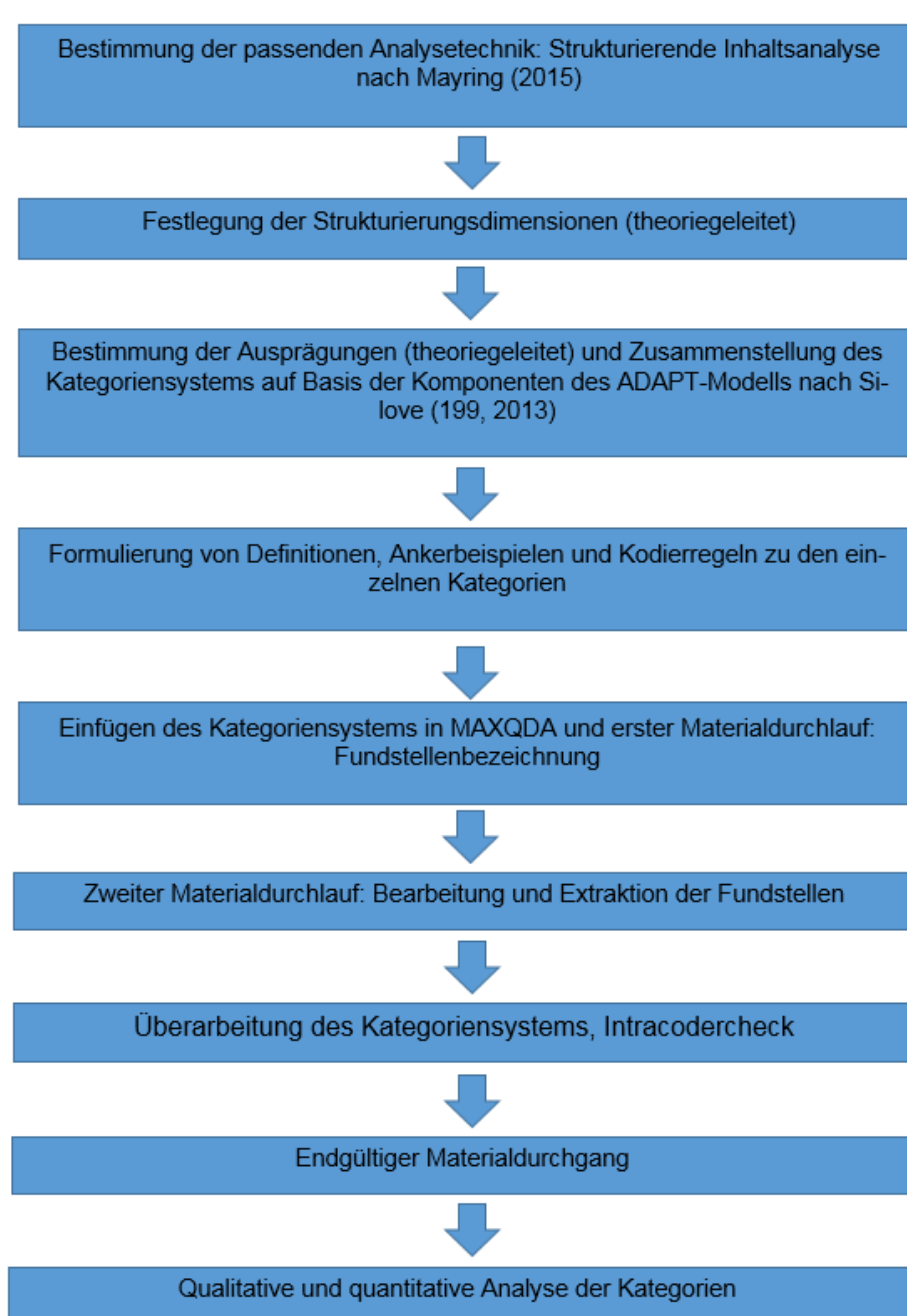 Bestimmung der passenden Analysetechnik: Strukturierende Inhaltsanalyse
nach Mayring (2015)
Festlegung der Strukturierungsdimensionen (theoriegeleitet)
Bestimmung der Ausprägungen (theoriegeleitet) und Zusammenstellung des
Kategoriensystems auf Basis der Komponenten des ADAPT-Modells nach Si-
love (199, 2013)
Formulierung von Definitionen, Ankerbeispielen und Kodierregeln zu den ein-
zelnen Kategorien
Einfügen des Kategoriensystems in MAXQDA und erster Materialdurchlauf:
Fundstellenbezeichnung
Zweiter Materialdurchlauf: Bearbeitung und Extraktion der Fundstellen
Überarbeitung des Kategoriensystems, Intracodercheck
Endgültiger Materialdurchgang
Qualitative und quantitative Analyse der Kategorien